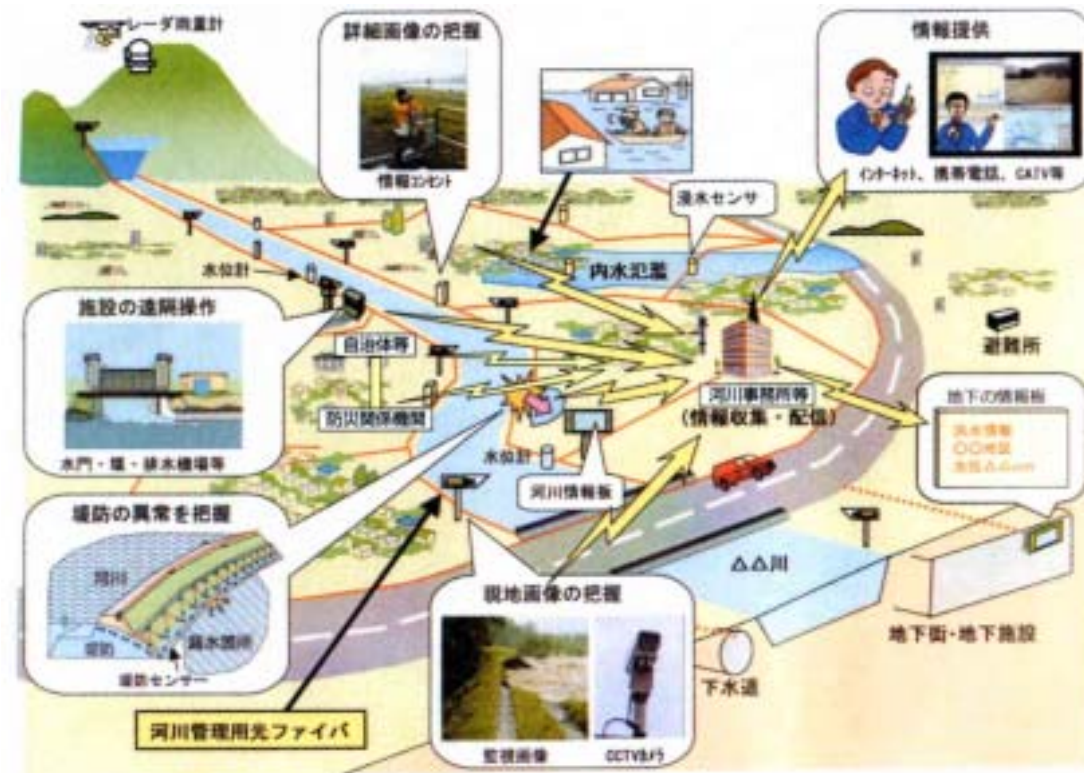 レーダ雨量計
詳細画像の把握
情報コンセント
情報提供
インターネット、携帯電話、CATV等
浸水センサ
内水氾濫
水位計
施設の遠隔操作
水門・堰・排水機場等
自治体等
防災関係機関
河川事務所等
(情報収集・配信)
避難所
地下の情報板
洪水情報
〇〇地図
水位計
河川情報板
堤防の異常を把握
河川
堤防
漏水箇所
堤防センサー
△△川
現地画像の把握
監視画像
CCTVカメラ
下水道
地下街・地下施設
河川管理用光ファイバ